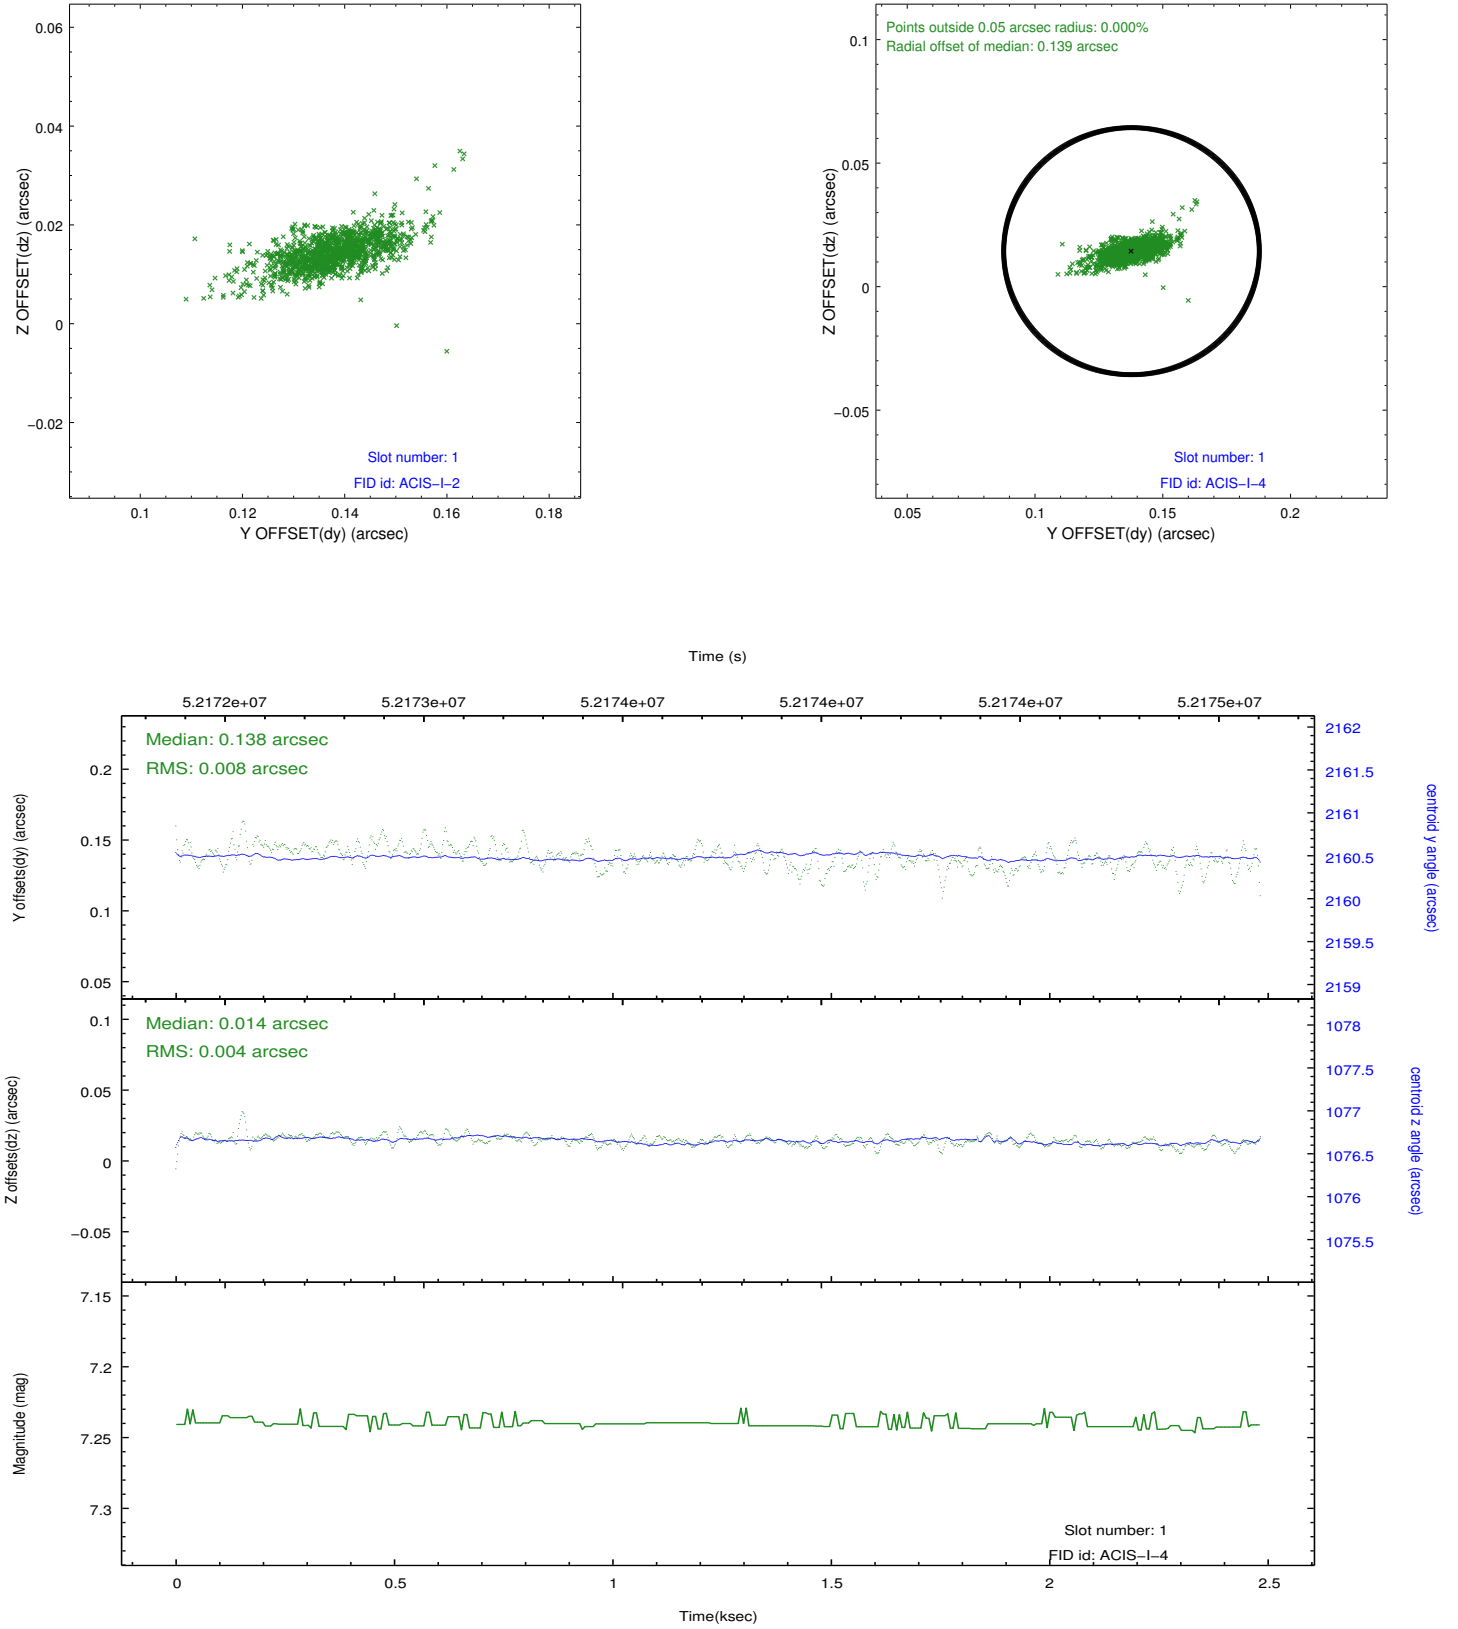 0.06
0.04
0.02
0
−0.02
Z OFFSET(dz) (arcsec)
Slot number: 1
FID id: ACIS−I−2
0.1
0.12
0.14
0.16
0.18
Y OFFSET(dy) (arcsec)
Points outside 0.05 arcsec radius: 0.000%
Radial offset of median: 0.139 arcsec
0.1
0.05
0
−0.05
Z OFFSET(dz) (arcsec)
Slot number: 1
FID id: ACIS−I−4
0.05
0.1
0.15
0.2
Y OFFSET(dy) (arcsec)
Time (s)
5.2172e+07
5.2173e+07
5.2174e+07
5.2174e+07
5.2174e+07
5.2175e+07
Median: 0.138 arcsec
RMS: 0.008 arcsec
0.2
0.15
0.1
0.05
Y offsets(dy) (arcsec)
2162
2161.5
2161
2160.5
2160
2159.5
2159
centroid y angle (arcsec)
Median: 0.014 arcsec
RMS: 0.004 arcsec
0.1
0.05
0
−0.05
Z offsets(dz) (arcsec)
1078
1077.5
1077
1076.5
1076
1075.5
centroid z angle (arcsec)
7.15
7.2
7.25
7.3
Magnitude (mag)
Slot number: 1
FID id: ACIS−I−4
0
0.5
1
1.5
2
2.5
Time(ksec)